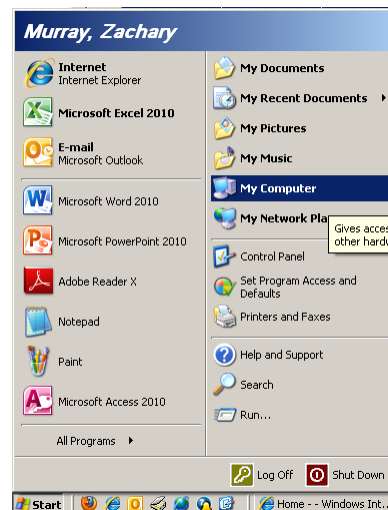 Murray, Zachary
Internet
Internet Explorer
Microsoft Excel 2010
E-mail
Microsoft Outlook
Microsoft Word 2010
Microsoft PowerPoint 2010
Adobe Reader X
Notepad
Paint
Microsoft Access 2010
All Programs
My Documents
My Recent Documents
My Pictures
My Music
My Computer
My Network Pla
Gives acces
other hardw
Control Panel
Set Program Access and
Defaults
Printers and Faxes
Help and Support
Search
Run...
Log Off
Shut Down
Start
Home - - Windows Int...